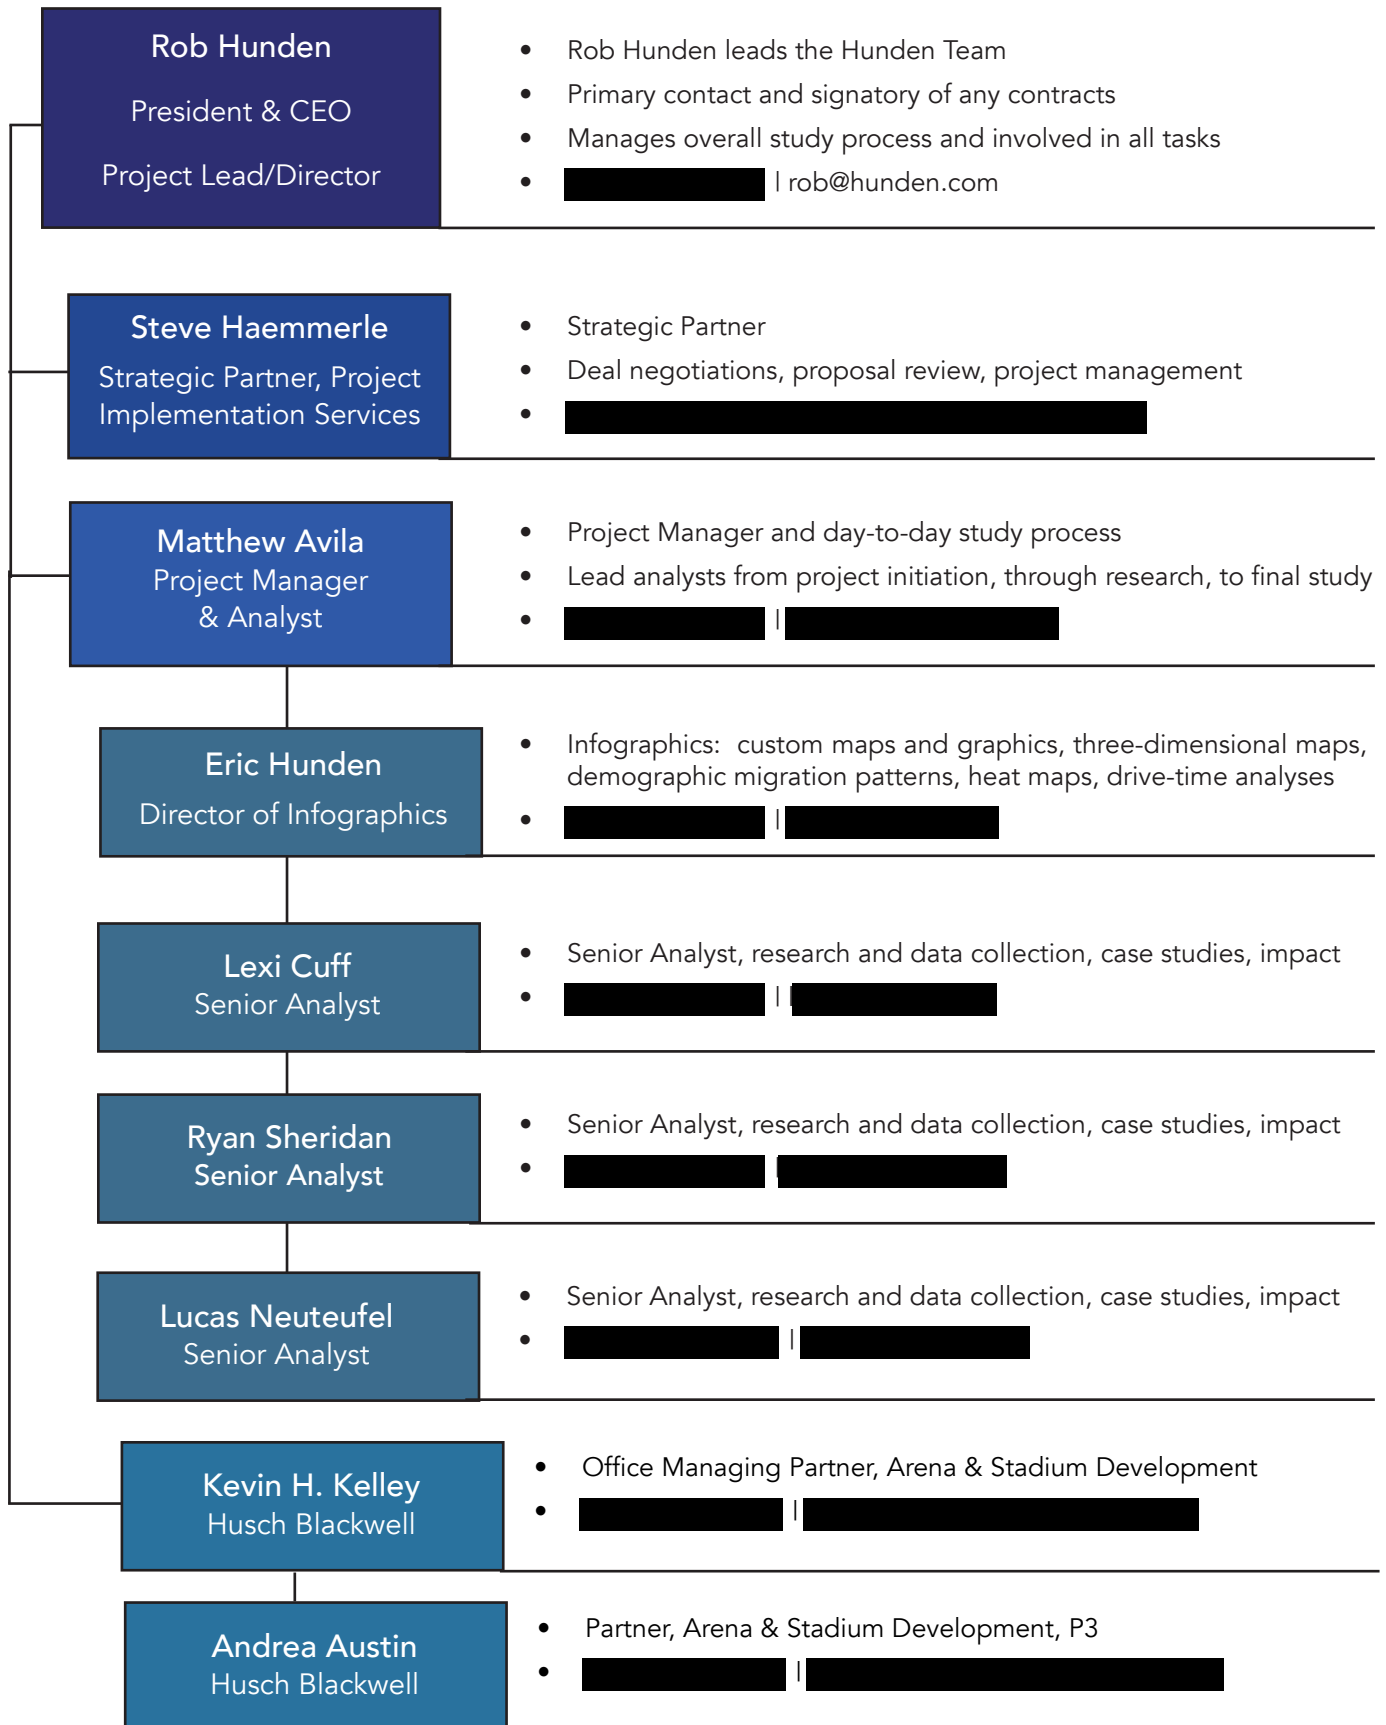 Rob Hunden
President & CEO
Project Lead/Director
• Rob Hunden leads the Hunden Team
• Primary contact and signatory of any contracts
• Manages overall study process and involved in all tasks
• | rob@hunden.com
Steve Haemmerle
Strategic Partner, Project
Implementation Services
• Strategic Partner
• Deal negotiations, proposal review, project management
•
Matthew Avila
Project Manager
& Analyst
• Project Manager and day-to-day study process
• Lead analysts from project initiation, through research, to final study
• |
Eric Hunden
Director of Infographics
• Infographics: custom maps and graphics, three-dimensional maps,
demographic migration patterns, heat maps, drive-time analyses
• |
Lexi Cuff
Senior Analyst
• Senior Analyst, research and data collection, case studies, impact
• |
Ryan Sheridan
Senior Analyst
• Senior Analyst, research and data collection, case studies, impact
• |
Lucas Neuteufel
Senior Analyst
• Senior Analyst, research and data collection, case studies, impact
• |
Kevin H. Kelley
Husch Blackwell
• Office Managing Partner, Arena & Stadium Development
• |
Andrea Austin
Husch Blackwell
• Partner, Arena & Stadium Development, P3
• |